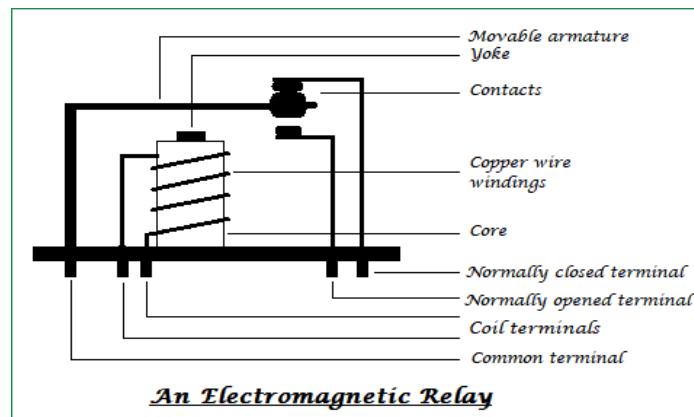 Movable armature
Yoke
Contacts
Copper wire
windings
Core
Normally closed terminal
Normally opened terminal
Coil terminals
Common terminal
An Electromagnetic Relay